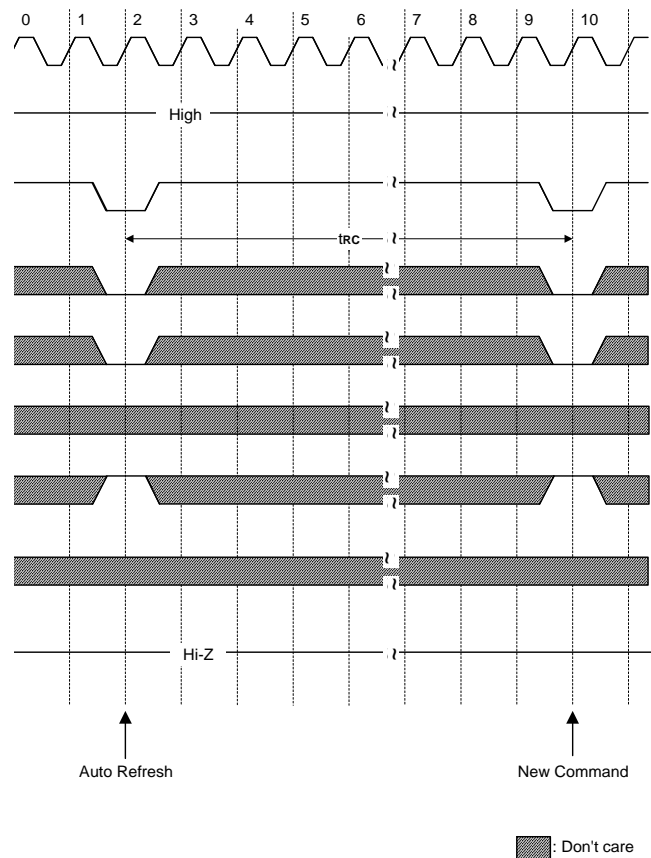 0 1 2 3 4 5 6 7 8 9 10
High
tRC
Hi-Z
Auto Refresh
New Command
: Don't care